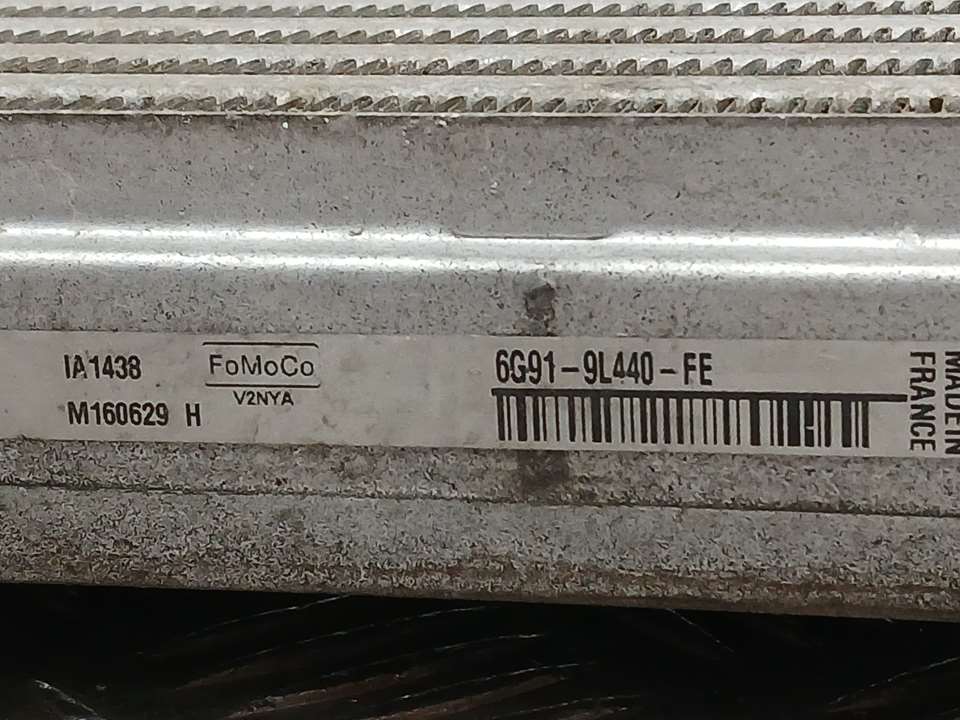 IA1438
FoMoCo
V2NYA
M160629 H
6G91-9L440-FE
MADE IN
FRANCE